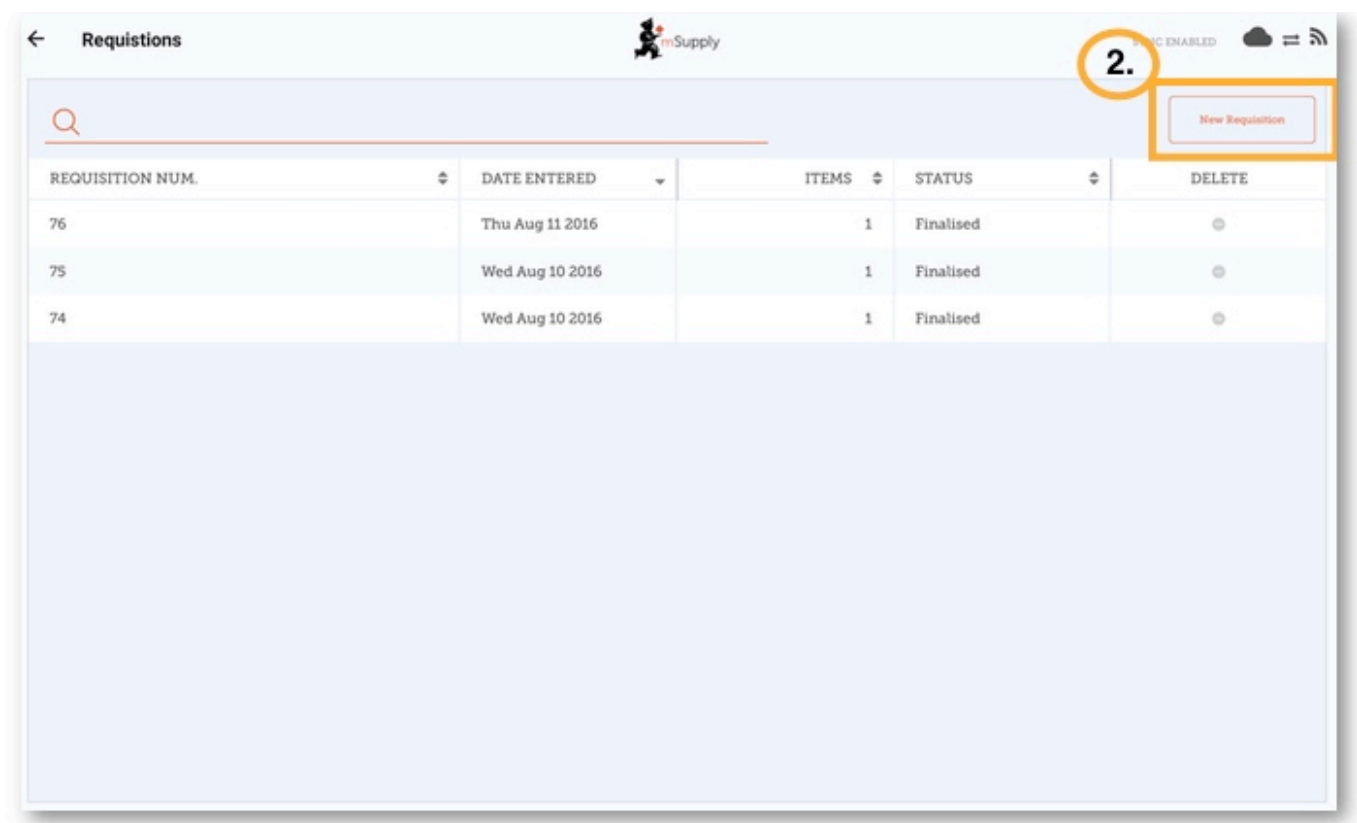 Requistions
mSupply
SYNC ENABLED
2.
New Requisition
REQUISITION NUM. DATE ENTERED ITEMS STATUS DELETE
76 Thu Aug 11 2016 1 Finalised
75 Wed Aug 10 2016 1 Finalised
74 Wed Aug 10 2016 1 Finalised